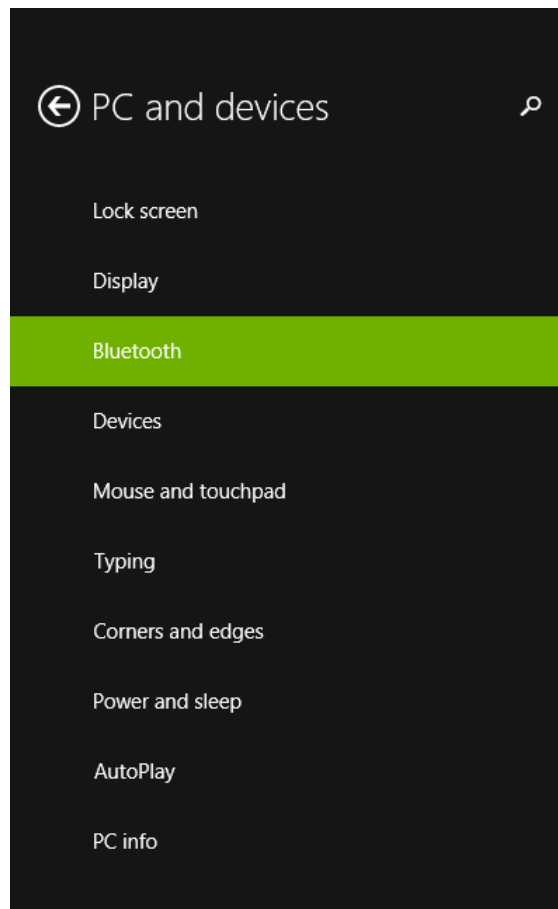 PC and devices
Lock screen
Display
Bluetooth
Devices
Mouse and touchpad
Typing
Corners and edges
Power and sleep
AutoPlay
PC info